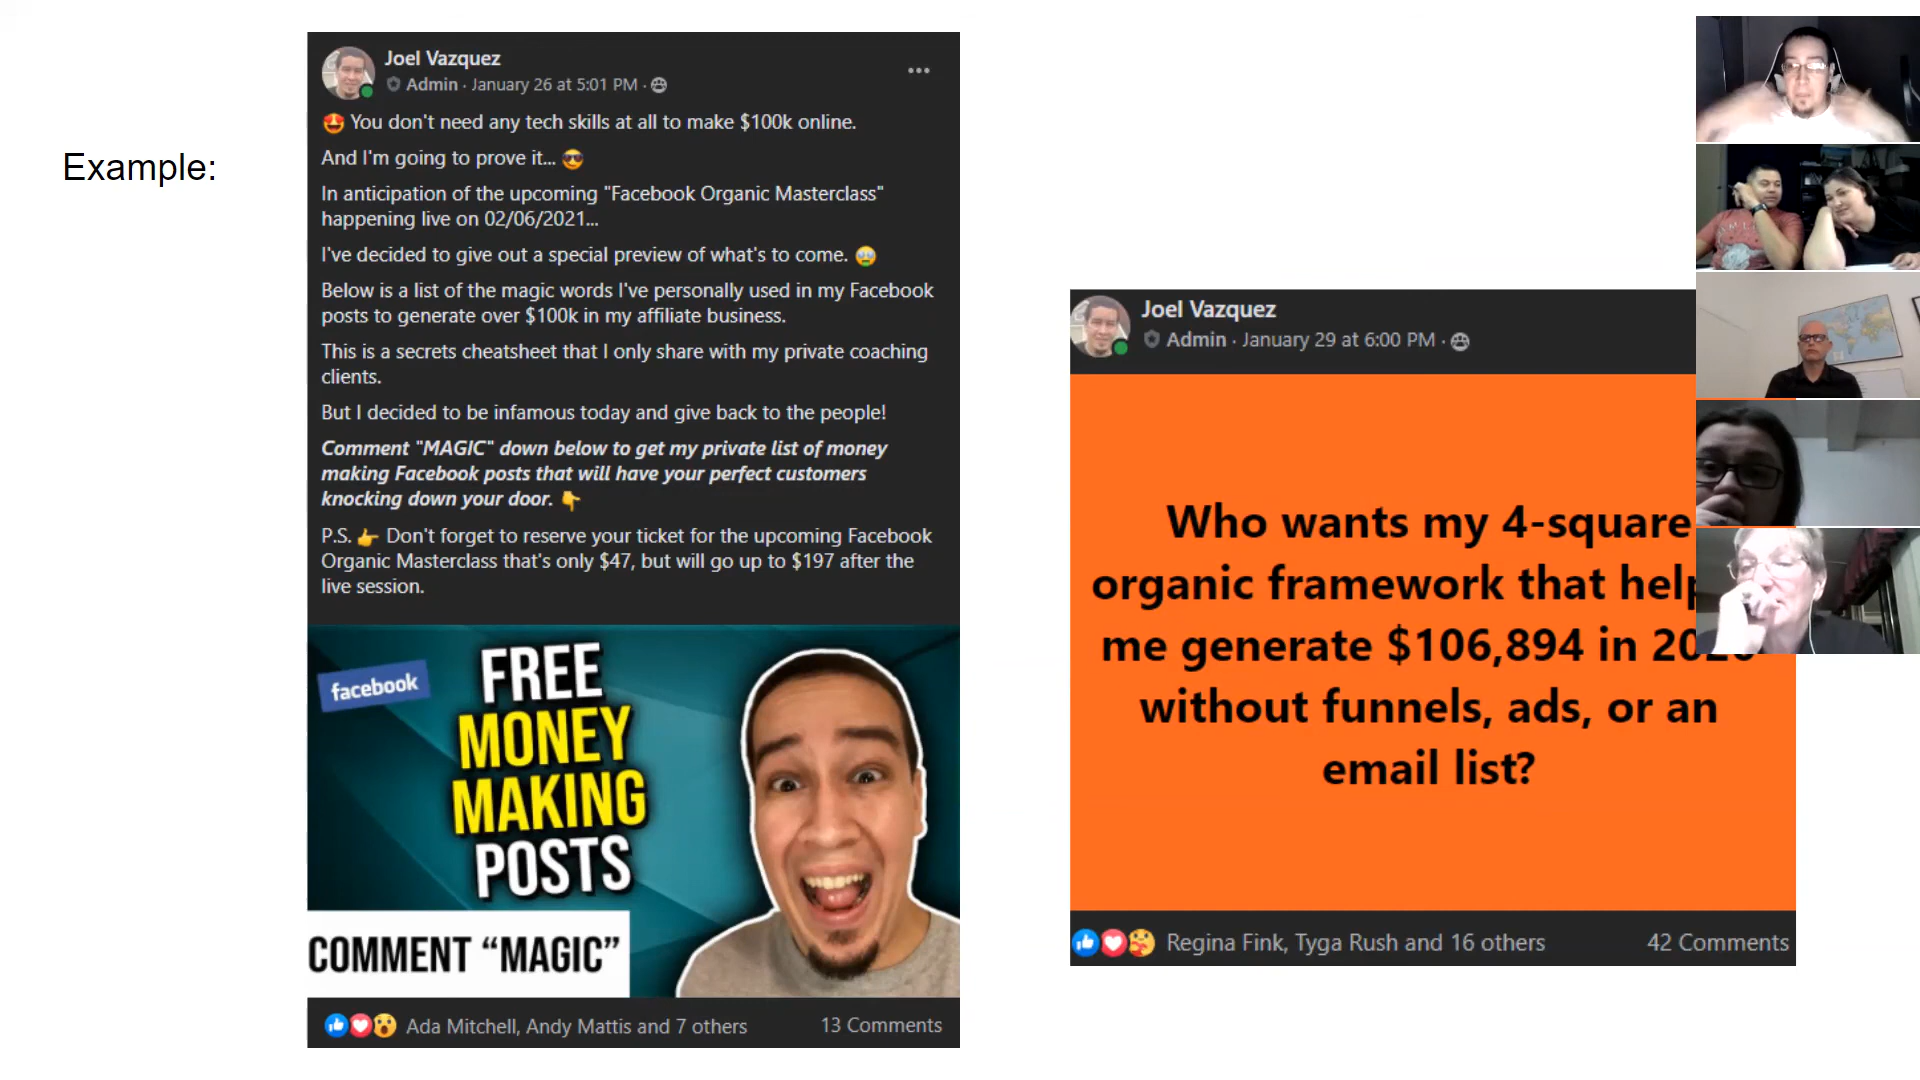 Example:
Joel Vazquez
Admin · January 26 at 5:01 PM ·
🤩 You don't need any tech skills at all to make $100k online.
And I'm going to prove it... 😎
In anticipation of the upcoming "Facebook Organic Masterclass"
happening live on 02/06/2021...
I've decided to give out a special preview of what's to come.
Below is a list of the magic words I've personally used in my Facebook
posts to generate over $100k in my affiliate business.
This is a secrets cheatsheet that I only share with my private coaching
clients.
But I decided to be infamous today and give back to the people!
Comment "MAGIC" down below to get my private list of money
making Facebook posts that will have your perfect customers
knocking down your door. 👇
P.S. 👉 Don't forget to reserve your ticket for the upcoming Facebook
Organic Masterclass that's only $47, but will go up to $197 after the
live session.
facebook
FREE
MONEY
MAKING
POSTS
COMMENT “MAGIC”
Ada Mitchell, Andy Mattis and 7 others 13 Comments
Joel Vazquez
Admin · January 29 at 6:00 PM ·
Who wants my 4-square
organic framework that
me generate $106,894 in
without funnels, ads, or an
email list?
Regina Fink, Tyga Rush and 16 others 42 Comments